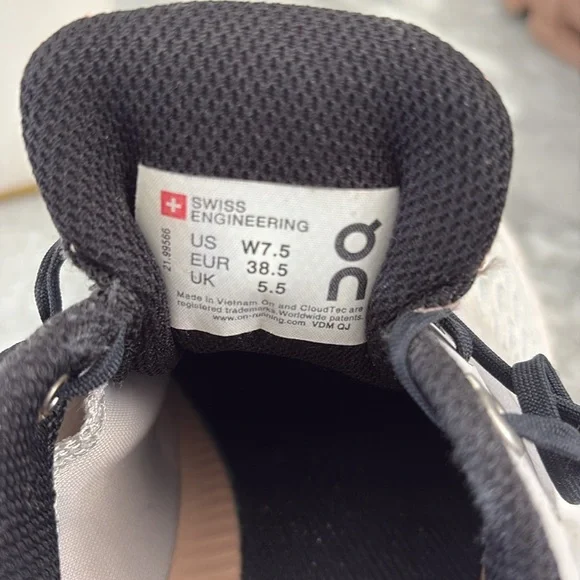 SWISS
ENGINEERING
US W7.5
EUR 38.5
UK 5.5
Made in Vietnam On and CloudTec are
registered trademarks. Worldwide patents.
www.on-running.com VDM QJ
21.99566
On